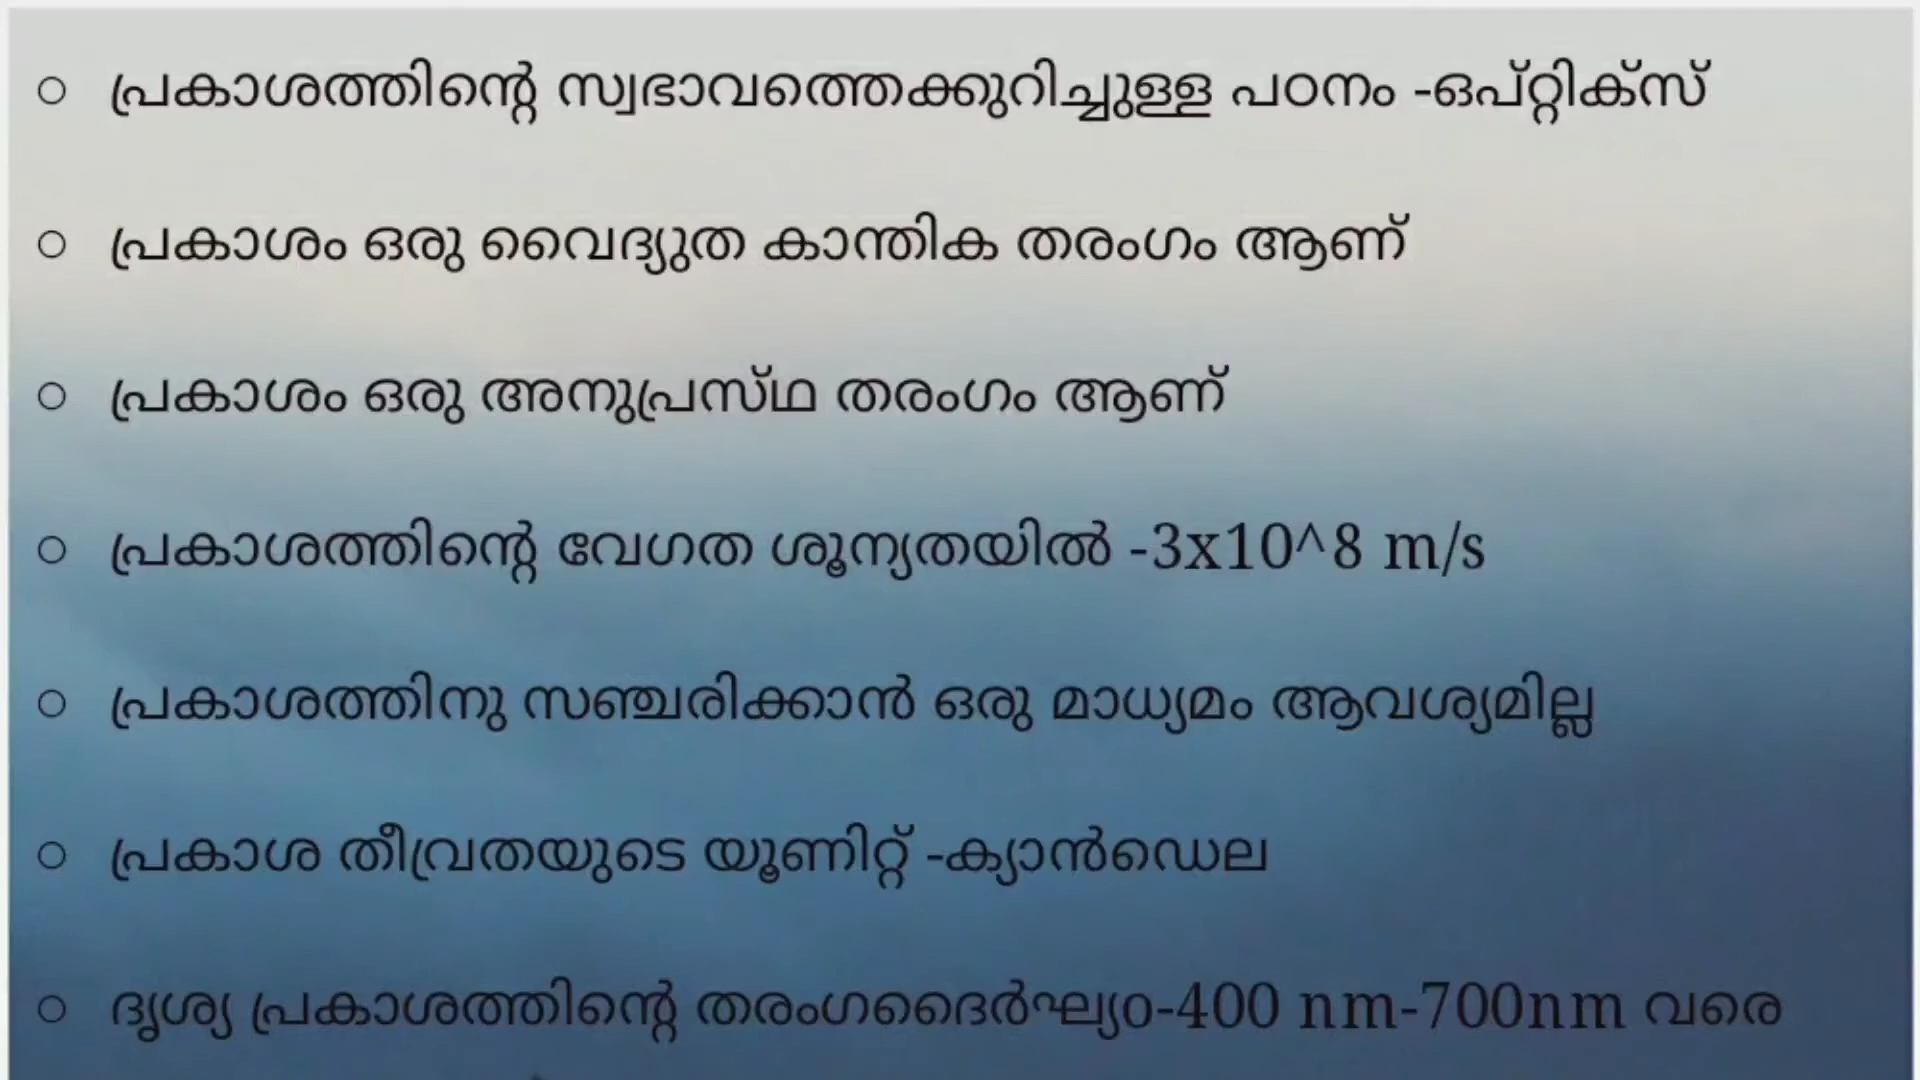 പ്രകാശത്തിന്റെ സ്വഭാവത്തെക്കുറിച്ചുള്ള പഠനം -ഒപ്റ്റിക്സ്
പ്രകാശം ഒരു വൈദ്യുത കാന്തിക തരംഗം ആണ്
പ്രകാശം ഒരു അനുപ്രസ്ഥ തരംഗം ആണ്
പ്രകാശത്തിന്റെ വേഗത ശൂന്യതയിൽ -3x10^8 m/s
പ്രകാശത്തിനു സഞ്ചരിക്കാൻ ഒരു മാധ്യമം ആവശ്യമില്ല
പ്രകാശ തീവ്രതയുടെ യൂണിറ്റ് -ക്യാൻഡെല
ദൃശ്യ പ്രകാശത്തിന്റെ തരംഗദൈർഘ്യം-400 nm-700nm വരെ